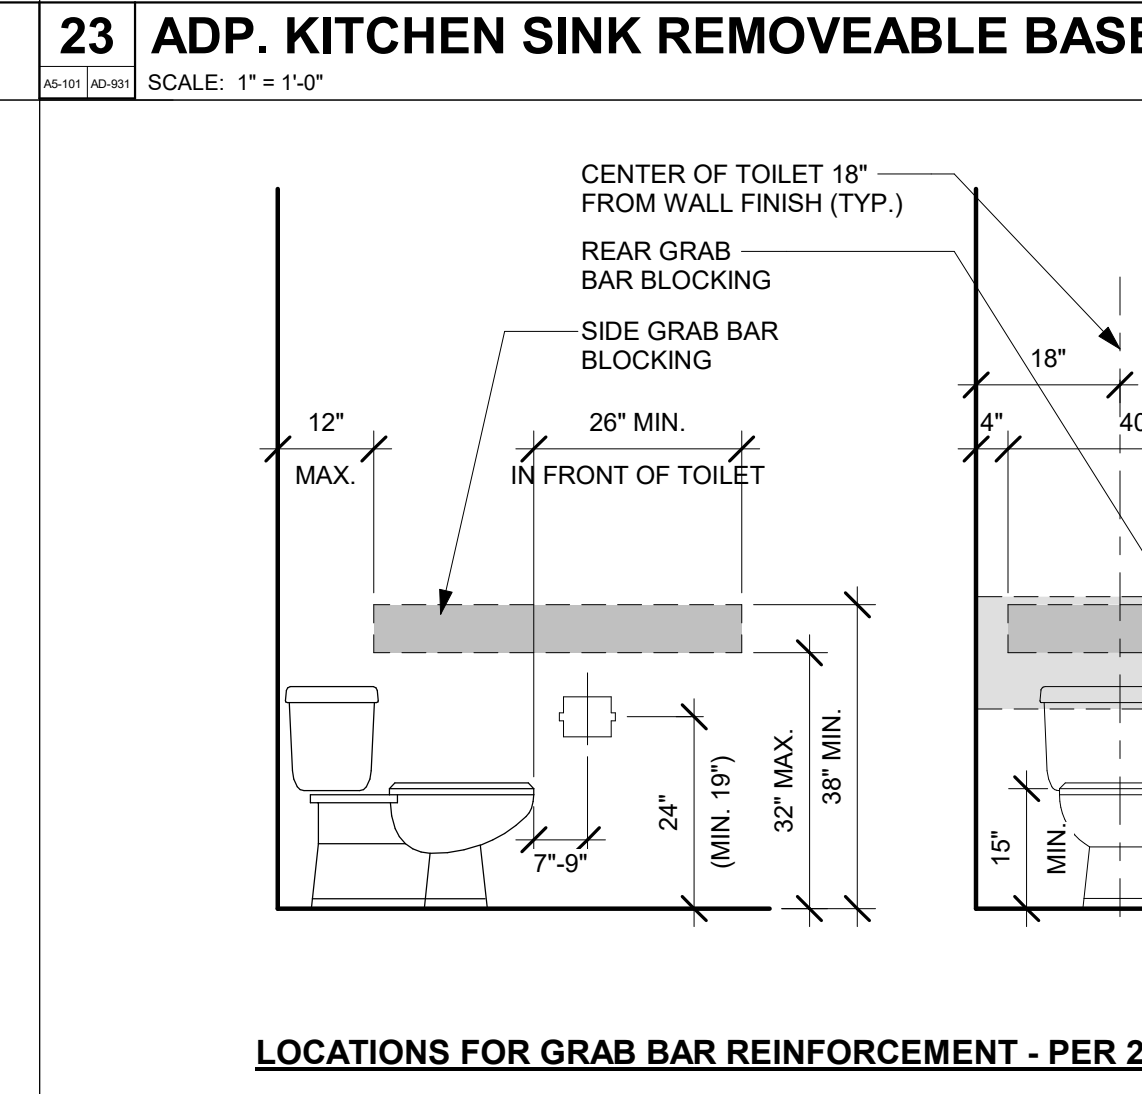 23 ADP. KITCHEN SINK REMOVEABLE BASE
A5-101 AD-931 SCALE: 1" = 1'-0"
CENTER OF TOILET 18"
FROM WALL FINISH (TYP.)
REAR GRAB
BAR BLOCKING
SIDE GRAB BAR
BLOCKING
18"
12"
26" MIN.
4"
40
MAX.
IN FRONT OF TOILET
24"
(MIN. 19")
32" MAX.
38" MIN.
15"
MIN.
7"-9"
LOCATIONS FOR GRAB BAR REINFORCEMENT - PER 2